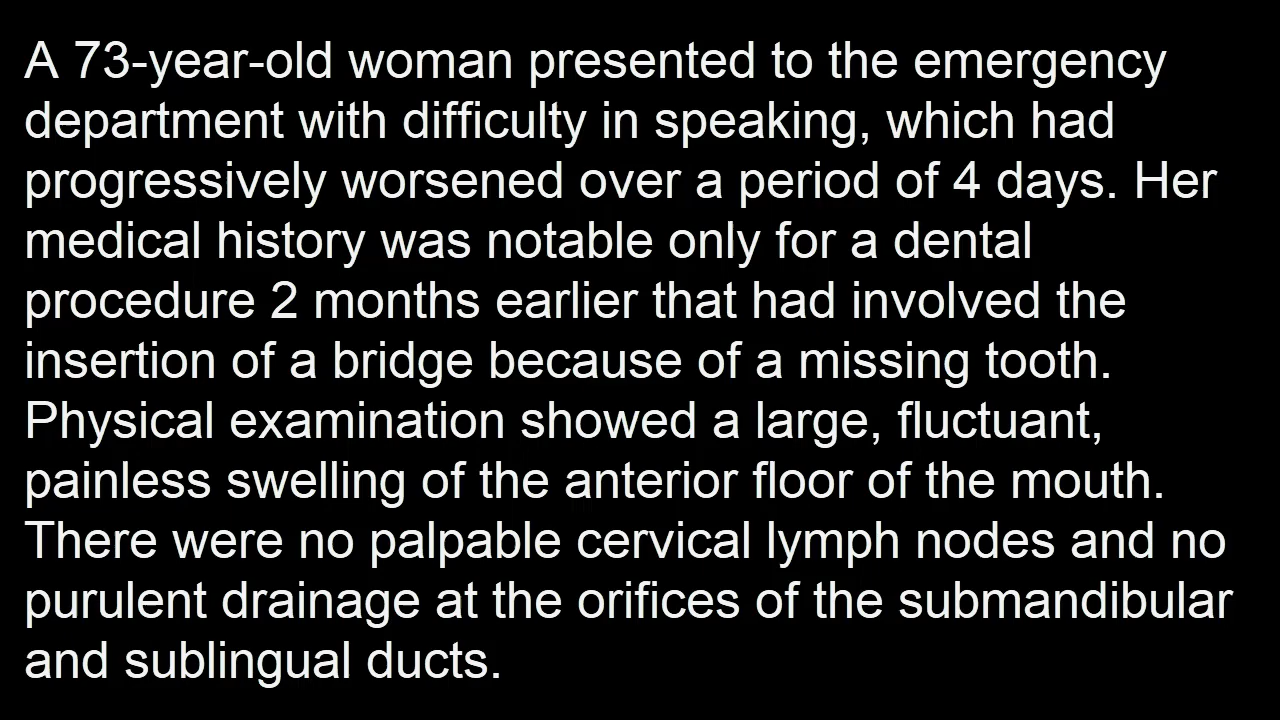 A 73-year-old woman presented to the emergency
department with difficulty in speaking, which had
progressively worsened over a period of 4 days. Her
medical history was notable only for a dental
procedure 2 months earlier that had involved the
insertion of a bridge because of a missing tooth.
Physical examination showed a large, fluctuant,
painless swelling of the anterior floor of the mouth.
There were no palpable cervical lymph nodes and no
purulent drainage at the orifices of the submandibular
and sublingual ducts.